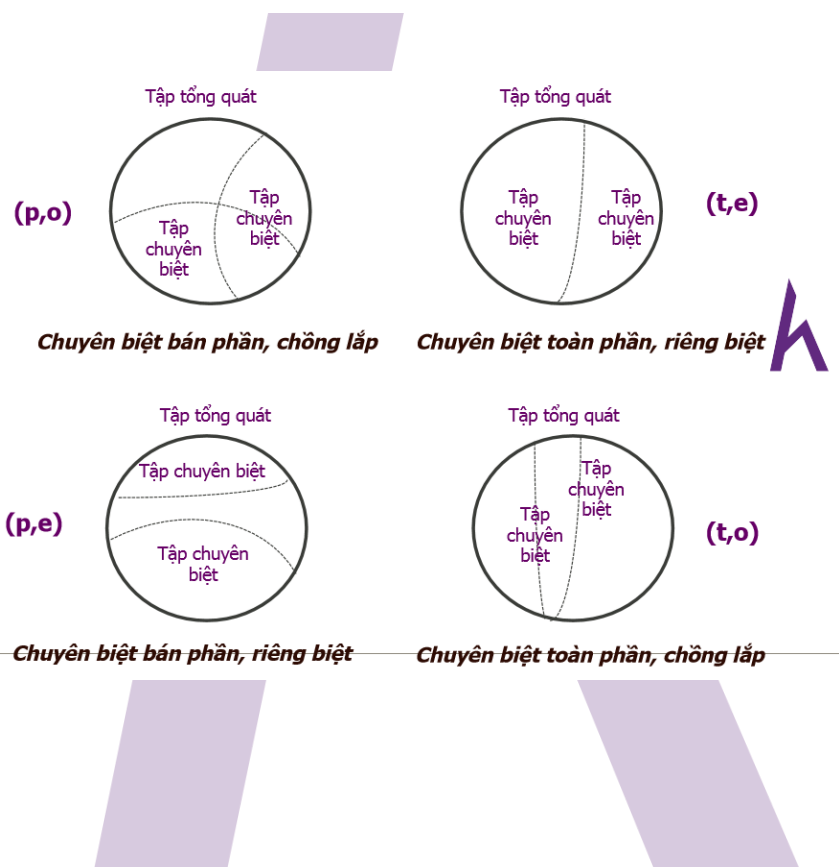 Tập tổng quát
(p,o)
Tập
chuyên
biệt
Tập
chuyên
biệt
Chuyên biệt bán phần, chồng lắp
Tập tổng quát
Tập
chuyên
biệt
Tập
chuyên
biệt
(t,e)
Chuyên biệt toàn phần, riêng biệt
Tập tổng quát
(p,e)
Tập chuyên biệt
Tập chuyên
biệt
Chuyên biệt bán phần, riêng biệt
Tập tổng quát
Tập
chuyên
biệt
Tập
chuyên
biệt
(t,o)
Chuyên biệt toàn phần, chồng lắp